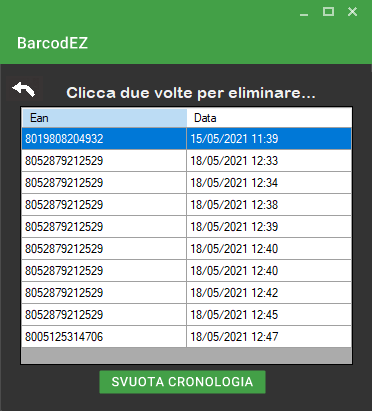 BarcodEZ
Clicca due volte per eliminare...
Ean Data
8019808204932 15/05/2021 11:39
8052879212529 18/05/2021 12:33
8052879212529 18/05/2021 12:34
8052879212529 18/05/2021 12:38
8052879212529 18/05/2021 12:39
8052879212529 18/05/2021 12:40
8052879212529 18/05/2021 12:40
8052879212529 18/05/2021 12:42
8052879212529 18/05/2021 12:45
8005125314706 18/05/2021 12:47
SVUOTA CRONOLOGIA